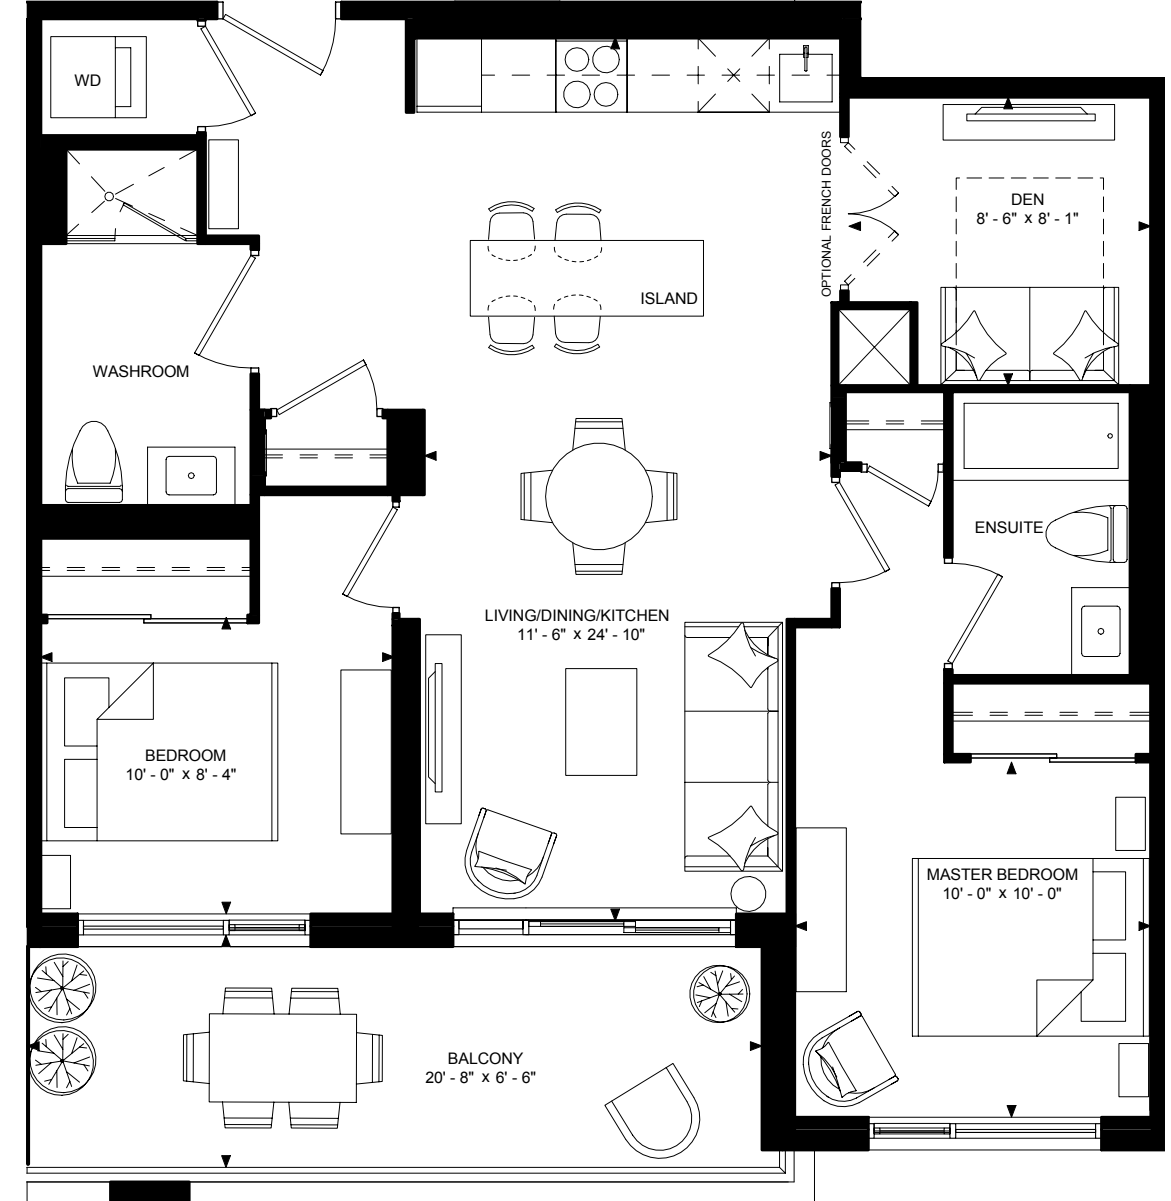 WD
OPTIONAL FRENCH DOORS
DEN
8' - 6" x 8' - 1"
ISLAND
WASHROOM
ENSUITE
LIVING/DINING/KITCHEN
11' - 6" x 24' - 10"
BEDROOM
10' - 0" x 8' - 4"
MASTER BEDROOM
10' - 0" x 10' - 0"
BALCONY
20' - 8" x 6' - 6"